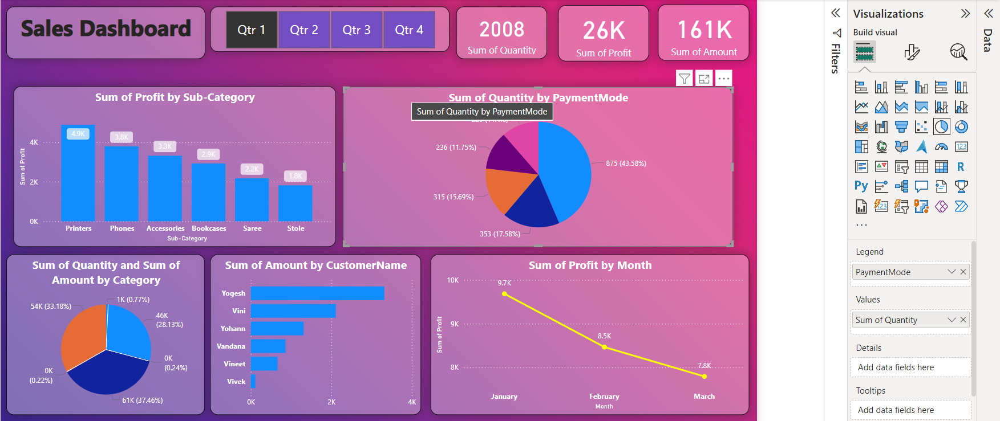 Sales Dashboard
Qtr 1
Qtr 2
Qtr 3
Qtr 4
2008
Sum of Quantity
26K
Sum of Profit
161K
Sum of Amount
Sum of Profit by Sub-Category
Sum of Profit
4K
2K
0K
4.9K
3.8K
3.3K
2.9K
2.2K
1.8K
Printers
Phones
Accessories
Bookcases
Saree
Stole
Sub-Category
Sum of Quantity by PaymentMode
Sum of Quantity by PaymentMode
236 (11.75%)
875 (43.58%)
315 (15.69%)
353 (17.58%)
Sum of Quantity and Sum of
Amount by Category
1K (0.77%)
54K (33.18%)
46K
(28.13%)
0K
(0.24%)
0K
(0.22%)
61K (37.46%)
Sum of Amount by CustomerName
Yogesh
Vini
Yohann
Vandana
Vineet
Vivek
0K
2K
4K
Sum of Profit by Month
Sum of Profit
10K
9K
8K
9.7K
8.5K
7.8K
January
February
March
Month
Filters
Visualizations
Build visual
123
R
Py
123
...
Legend
PaymentMode
Values
Sum of Quantity
Details
Add data fields here
Tooltips
Add data fields here
Data